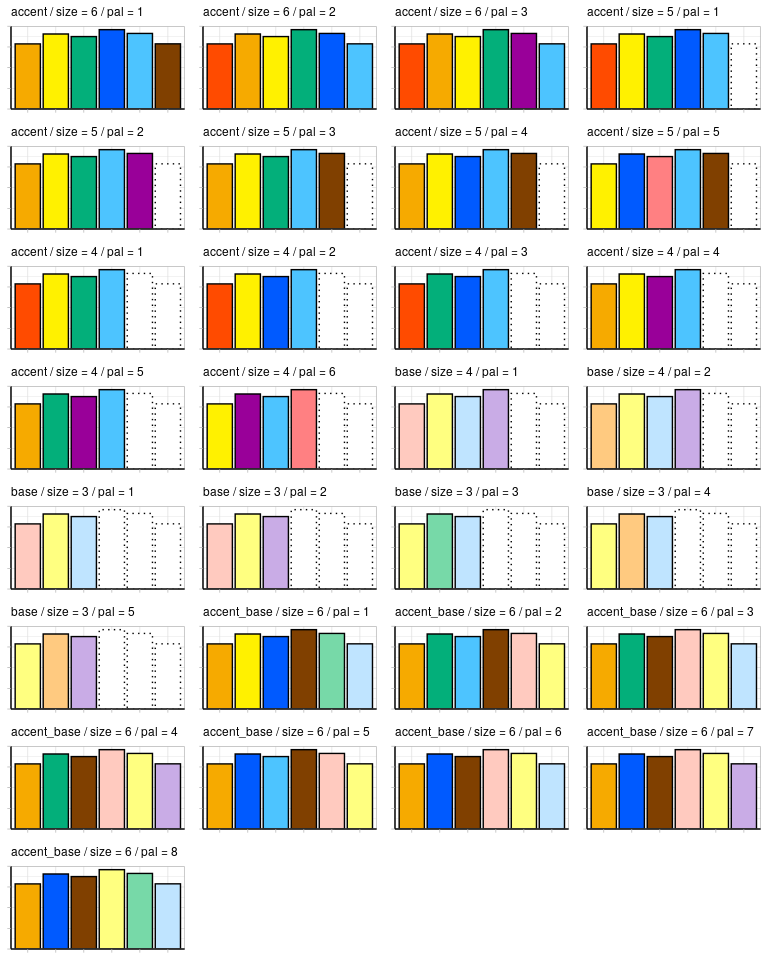 accent / size = 6 / pal = 1
accent / size = 6 / pal = 2
accent / size = 6 / pal = 3
accent / size = 5 / pal = 1
accent / size = 5 / pal = 2
accent / size = 5 / pal = 3
accent / size = 5 / pal = 4
accent / size = 5 / pal = 5
accent / size = 4 / pal = 1
accent / size = 4 / pal = 2
accent / size = 4 / pal = 3
accent / size = 4 / pal = 4
accent / size = 4 / pal = 5
accent / size = 4 / pal = 6
base / size = 4 / pal = 1
base / size = 4 / pal = 2
base / size = 3 / pal = 1
base / size = 3 / pal = 2
base / size = 3 / pal = 3
base / size = 3 / pal = 4
base / size = 3 / pal = 5
accent_base / size = 6 / pal = 1
accent_base / size = 6 / pal = 2
accent_base / size = 6 / pal = 3
accent_base / size = 6 / pal = 4
accent_base / size = 6 / pal = 5
accent_base / size = 6 / pal = 6
accent_base / size = 6 / pal = 7
accent_base / size = 6 / pal = 8